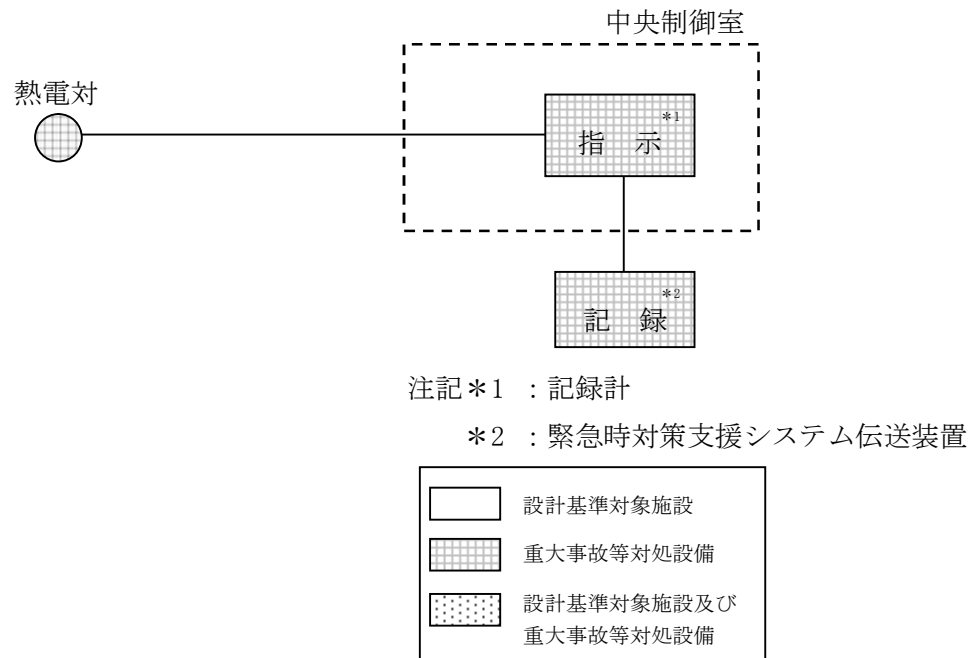 中央制御室
熱電対
指　示 *1
記　録 *2
注記*1 ：記録計
*2 ：緊急時対策支援システム伝送装置
設計基準対象施設
重大事故等対処設備
設計基準対象施設及び
重大事故等対処設備